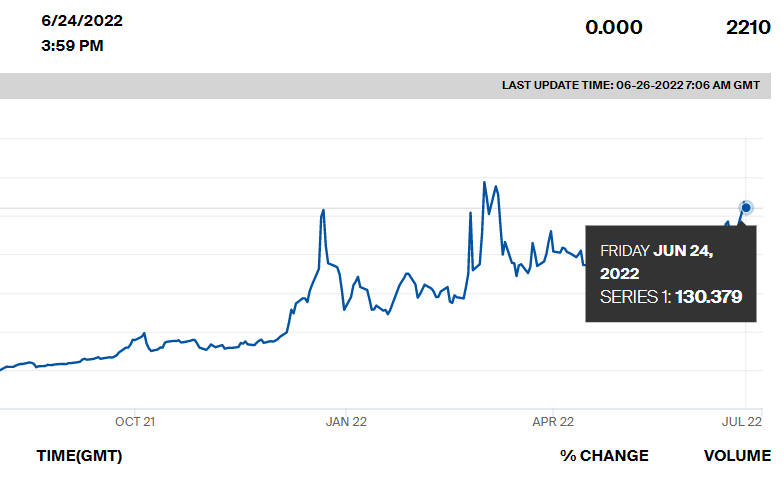 6/24/2022
3:59 PM
0.000
2210
LAST UPDATE TIME: 06-26-2022 7:06 AM GMT
FRIDAY JUN 24,
2022
SERIES 1: 130.379
OCT 21
JAN 22
APR 22
JUL 22
TIME(GMT)
% CHANGE
VOLUME